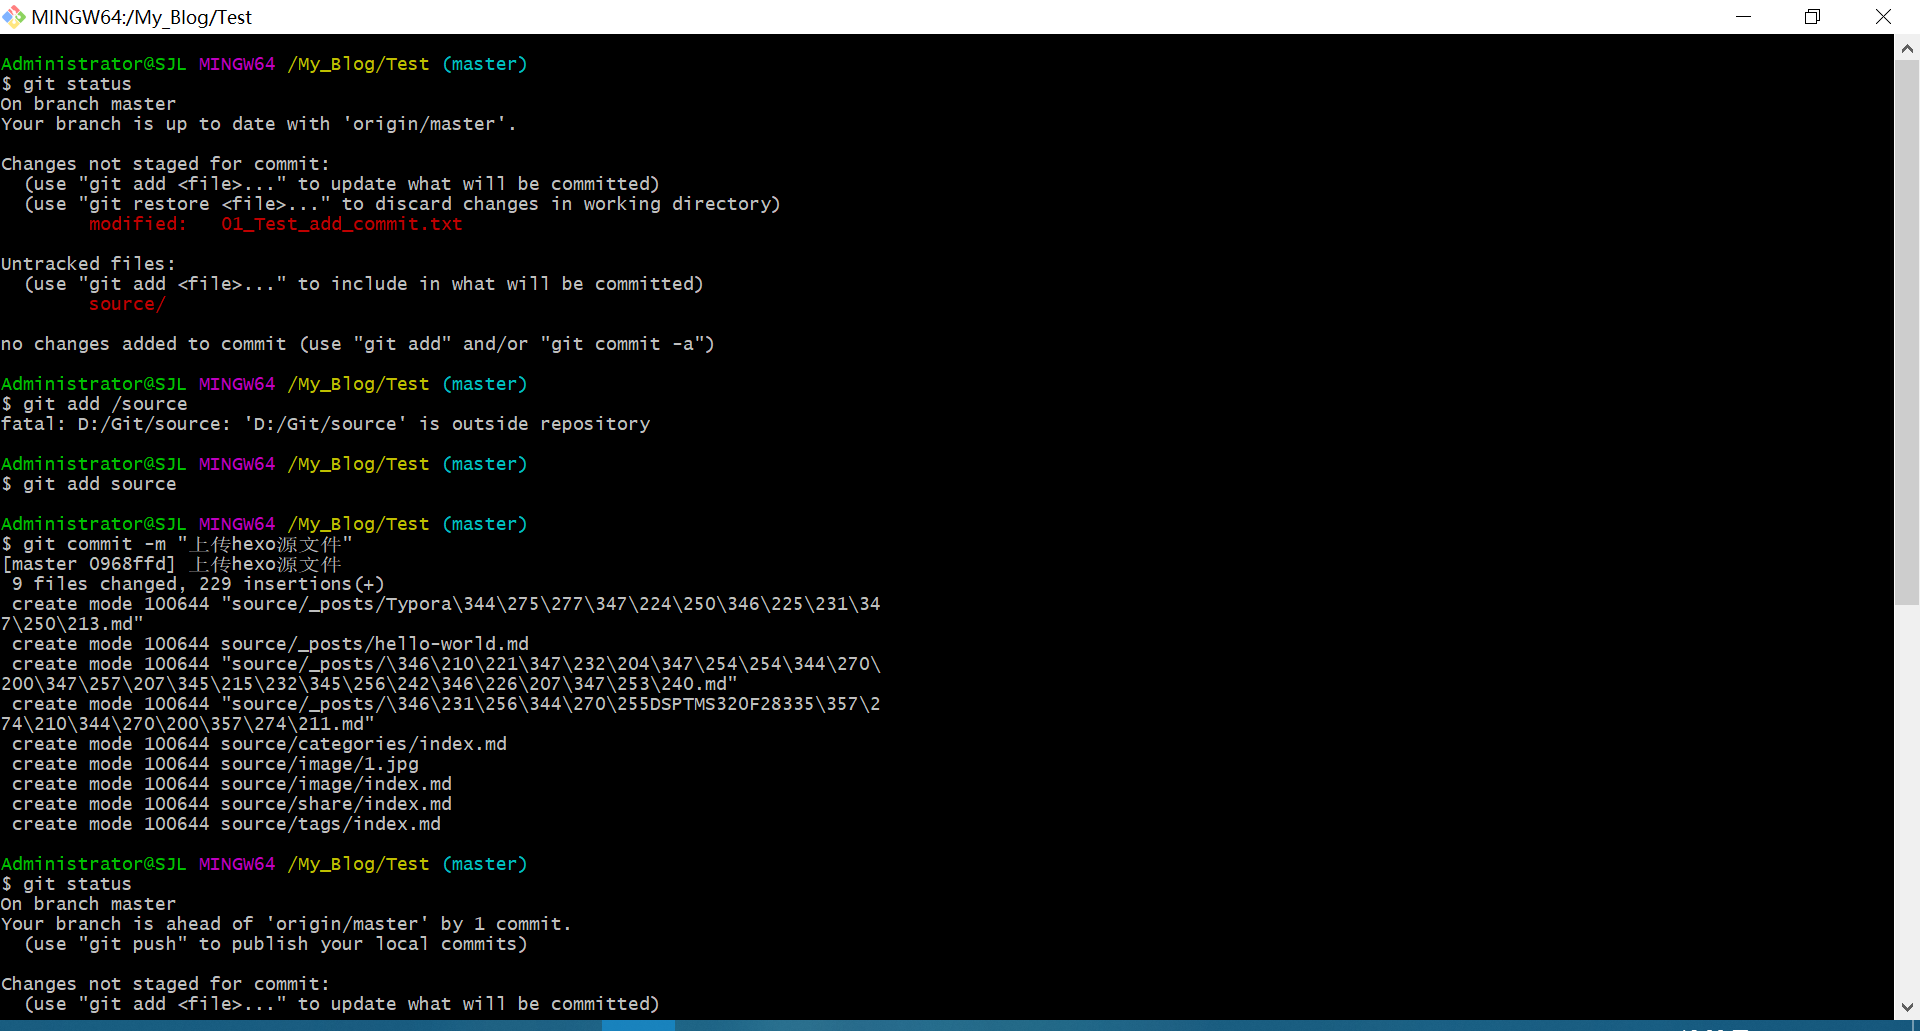 MINGW64:/My_Blog/Test
Administrator@SJL MINGW64 /My_Blog/Test (master)
$ git status
On branch master
Your branch is up to date with 'origin/master'.
Changes not staged for commit:
(use "git add <file>..." to update what will be committed)
(use "git restore <file>..." to discard changes in working directory)
modified: 01_Test_add_commit.txt
Untracked files:
(use "git add <file>..." to include in what will be committed)
source/
no changes added to commit (use "git add" and/or "git commit -a")
Administrator@SJL MINGW64 /My_Blog/Test (master)
$ git add /source
fatal: D:/Git/source: 'D:/Git/source' is outside repository
Administrator@SJL MINGW64 /My_Blog/Test (master)
$ git add source
Administrator@SJL MINGW64 /My_Blog/Test (master)
$ git commit -m "上传hexo源文件"
[master 0968ffd] 上传hexo源文件
9 files changed, 229 insertions(+)
create mode 100644 "source/_posts/Typora\344\275\277\347\224\250\346\225\231\34
7\250\213.md"
create mode 100644 source/_posts/hello-world.md
create mode 100644 "source/_posts/\346\210\221\347\232\204\347\254\254\344\270\
200\347\257\207\345\215\232\345\256\242\346\226\207\347\253\240.md"
create mode 100644 "source/_posts/\346\231\256\344\270\255DSPTMS320F28335\357\2
74\210\344\270\200\357\274\211.md"
create mode 100644 source/categories/index.md
create mode 100644 source/image/1.jpg
create mode 100644 source/image/index.md
create mode 100644 source/share/index.md
create mode 100644 source/tags/index.md
Administrator@SJL MINGW64 /My_Blog/Test (master)
$ git status
On branch master
Your branch is ahead of 'origin/master' by 1 commit.
(use "git push" to publish your local commits)
Changes not staged for commit:
(use "git add <file>..." to update what will be committed)